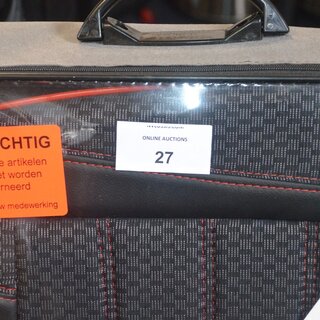 ONLINE AUCTIONS
27
CHTIG
e artikelen
et worden
rneerd
w medewerking